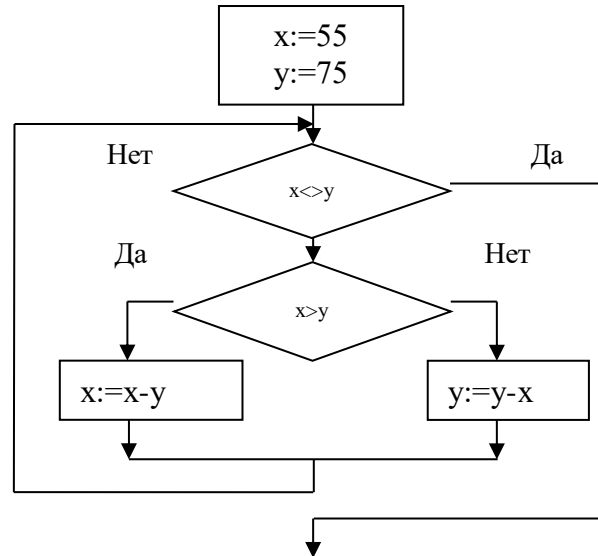 x:=55
y:=75
Нет
Да
x<>y
Да
Нет
x>y
x:=x-y
y:=y-x